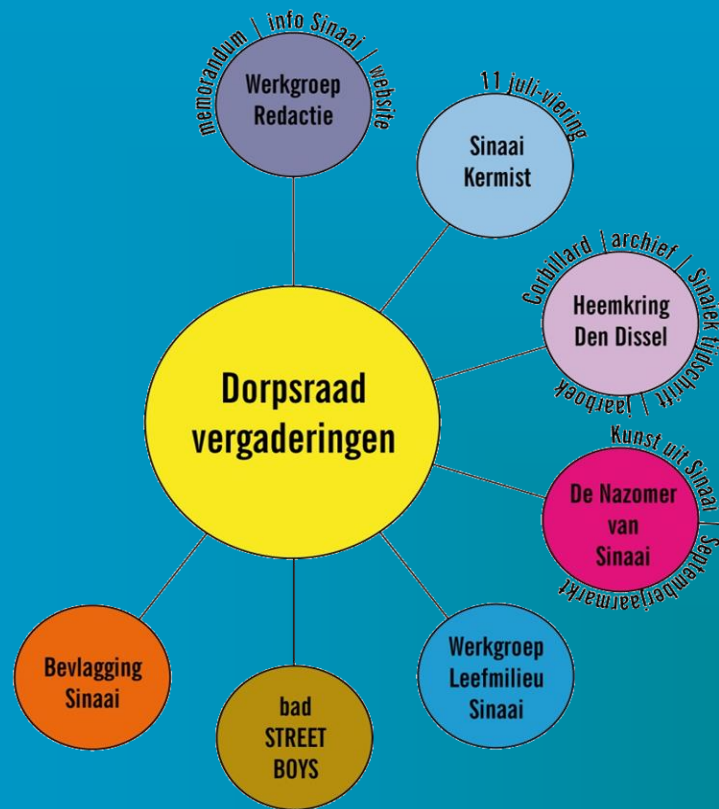 memorandum | info Sinaai | website
Werkgroep
Redactie
11 juli-viering
Sinaai
Kermist
Corbillard | archief | Sinaiek tijdschrift | jaarboek
Heemkring
Den Dissel
Dorpsraad
vergaderingen
Kunst uit Sinaai | Septemberjaarmarkt
De Nazomer
van
Sinaai
Werkgroep
Leefmilieu
Sinaai
bad
STREET
BOYS
Bevlagging
Sinaai